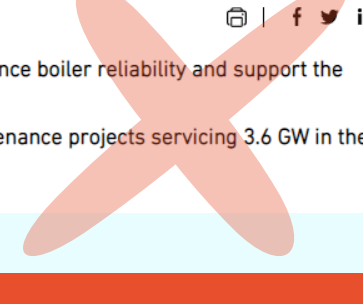 nce boiler reliability and support the
enance projects servicing 3.6 GW in the